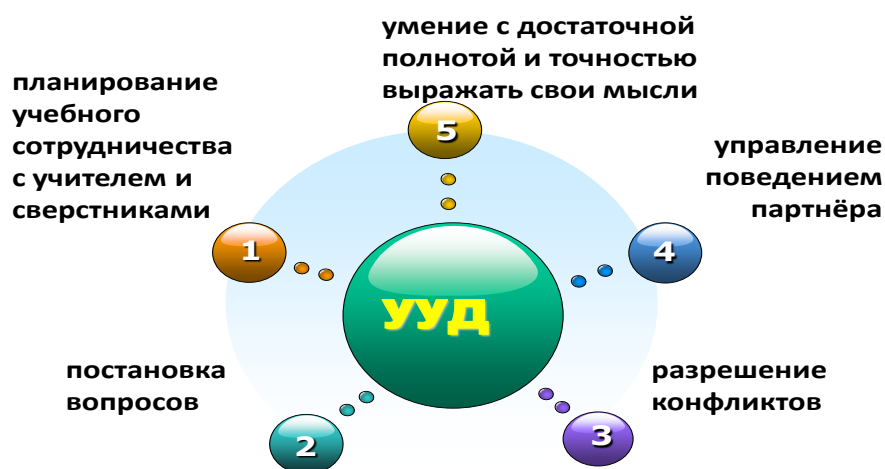 умение с достаточной
полнотой и точностью
выражать свои мысли
5
планирование
учебного
сотрудничества
с учителем и
сверстниками
1
управление
поведением
партнёра
4
УУД
постановка
вопросов
2
разрешение
конфликтов
3